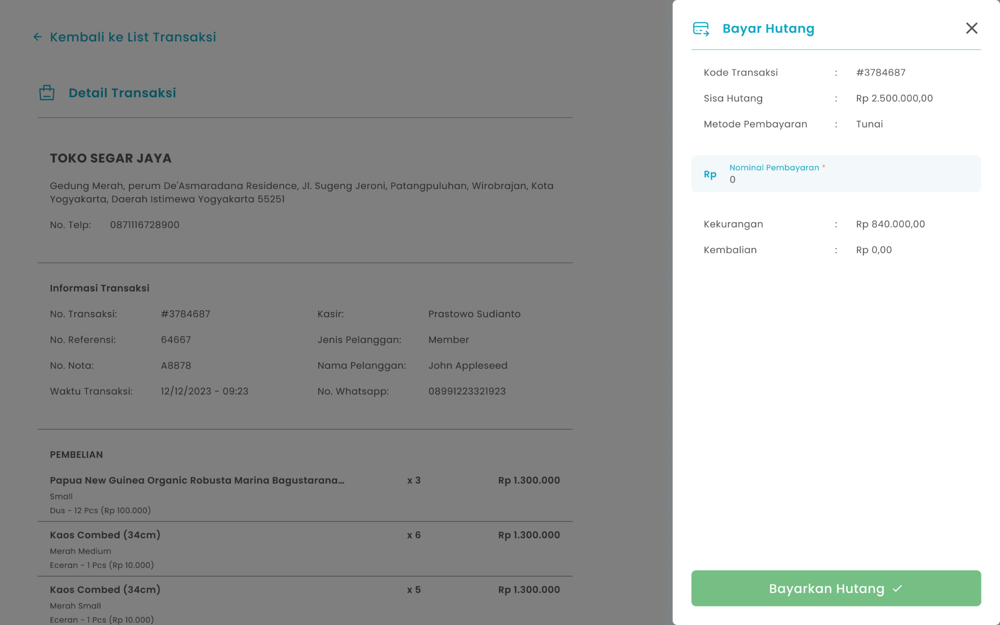 Kembali ke List Transaksi
Detail Transaksi
TOKO SEGAR JAYA
Gedung Merah, perum De'Asmaradana Residence, Jl. Sugeng Jeroni, Patangpuluhan, Wirobrajan, Kota
Yogyakarta, Daerah Istimewa Yogyakarta 55251
No. Telp: 0871116728900
Informasi Transaksi
No. Transaksi: #3784687 Kasir: Prastowo Sudianto
No. Referensi: 64667 Jenis Pelanggan: Member
No. Nota: A8878 Nama Pelanggan: John Appleseed
Waktu Transaksi: 12/12/2023 - 09:23 No. Whatsapp: 08991223321923
PEMBELIAN
Papua New Guinea Organic Robusta Marina Bagustarana... x 3 Rp 1.300.000
Small
Dus - 12 Pcs (Rp 100.000)
Kaos Combed (34cm) x 6 Rp 1.300.000
Merah Medium
Eceran - 1 Pcs (Rp 10.000)
Kaos Combed (34cm) x 5 Rp 1.300.000
Merah Small
Eceran - 1 Pcs (Rp 10.000)
Bayar Hutang
Kode Transaksi : #3784687
Sisa Hutang : Rp 2.500.000,00
Metode Pembayaran : Tunai
Nominal Pembayaran *
Rp 0
Kekurangan : Rp 840.000,00
Kembalian : Rp 0,00
Bayarkan Hutang